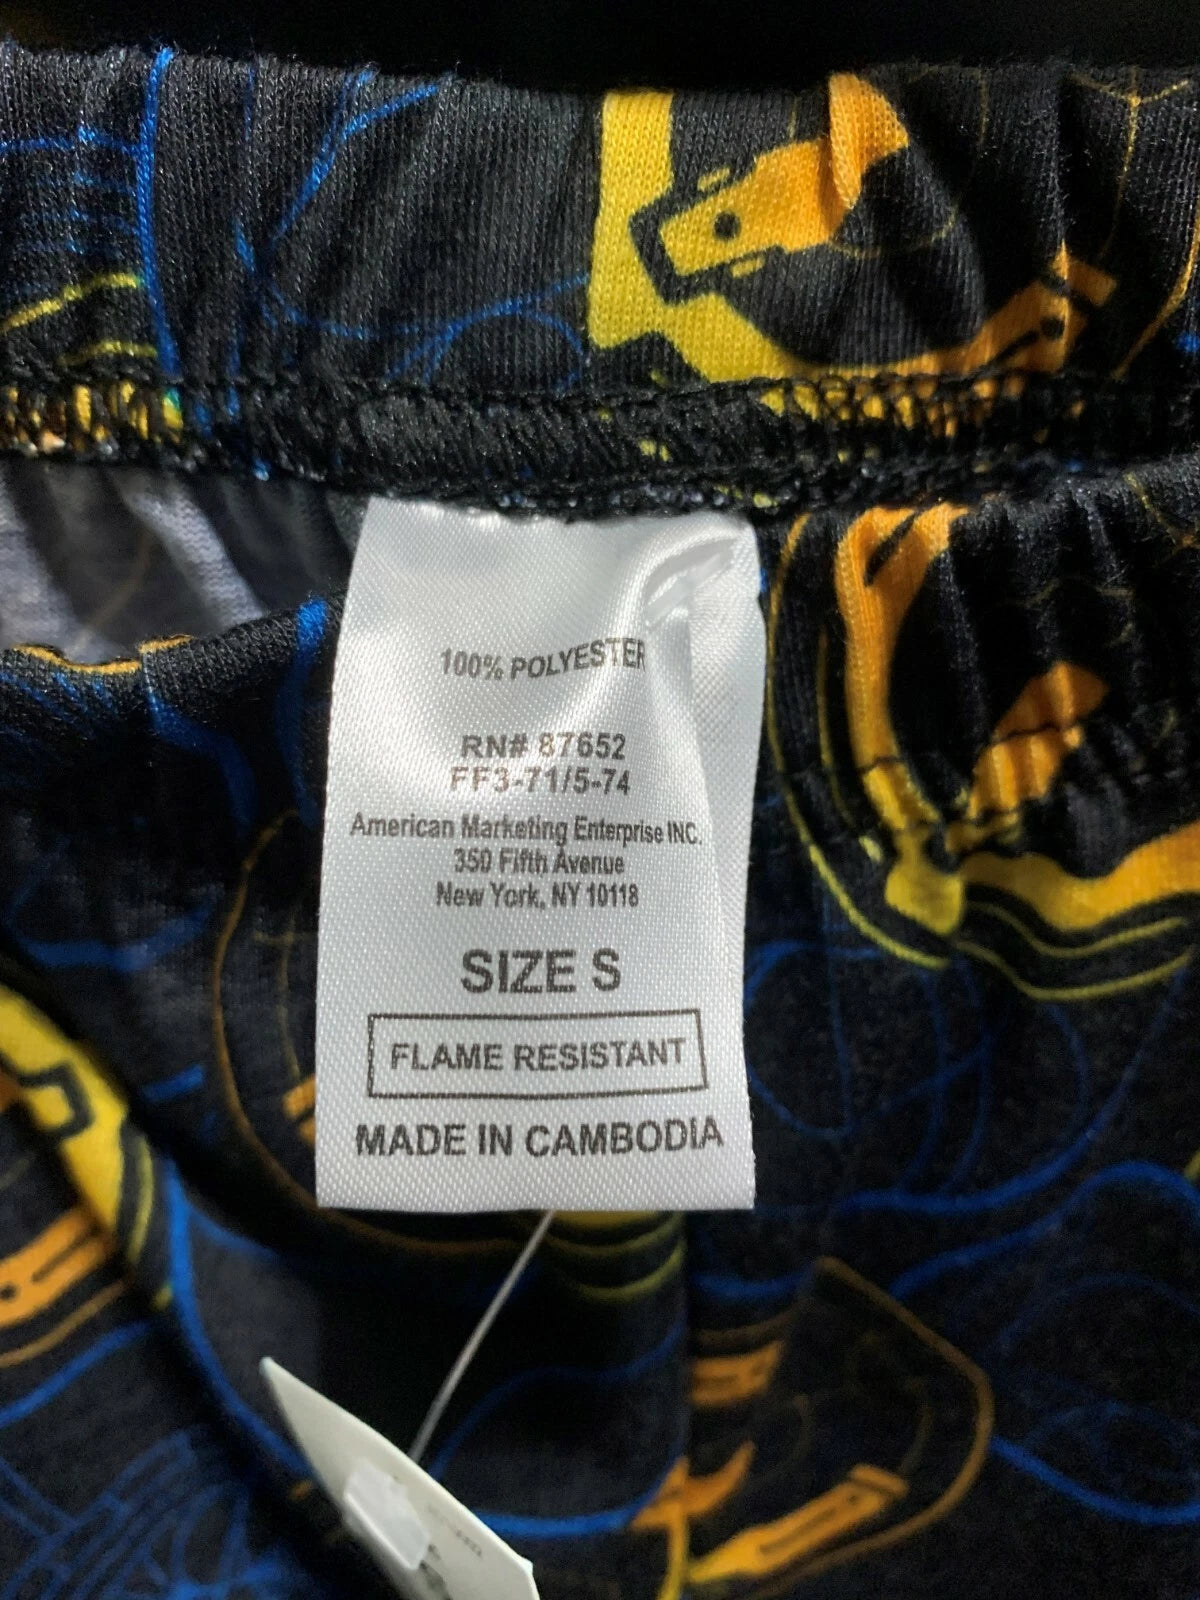 100% POLYESTER
RN# 87652
FF3-71/5-74
American Marketing Enterprise INC.
350 Fifth Avenue
New York, NY 10118
SIZE S
FLAME RESISTANT
MADE IN CAMBODIA